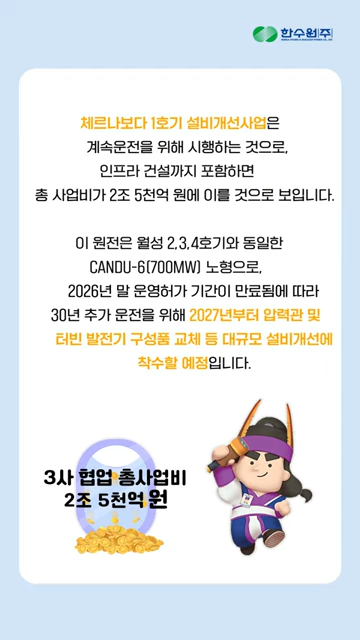 한수원(주)
체르나보다 1호기 설비개선사업은
계속운전을 위해 시행하는 것으로,
인프라 건설까지 포함하면
총 사업비가 2조 5천억 원에 이를 것으로 보입니다.
이 원전은 월성 2,3,4호기와 동일한
CANDU-6(700MW) 노형으로,
2026년 말 운영허가 기간이 만료됨에 따라
30년 추가 운전을 위해 2027년부터 압력관 및
터빈 발전기 구성품 교체 등 대규모 설비개선에
착수할 예정입니다.
3사 협업 총사업비
2조 5천억 원